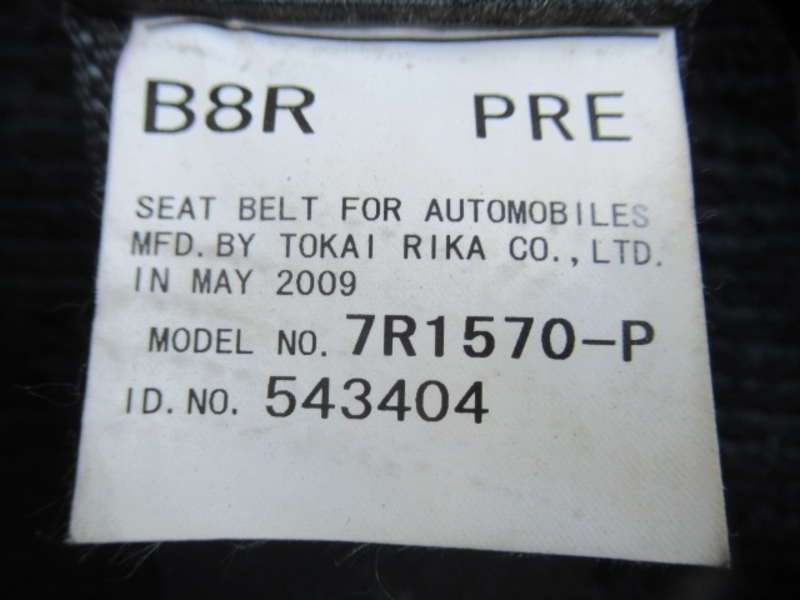 B8R PRE
SEAT BELT FOR AUTOMOBILES
MFD. BY TOKAI RIKA CO., LTD.
IN MAY 2009
MODEL NO. 7R1570-P
ID. NO. 543404